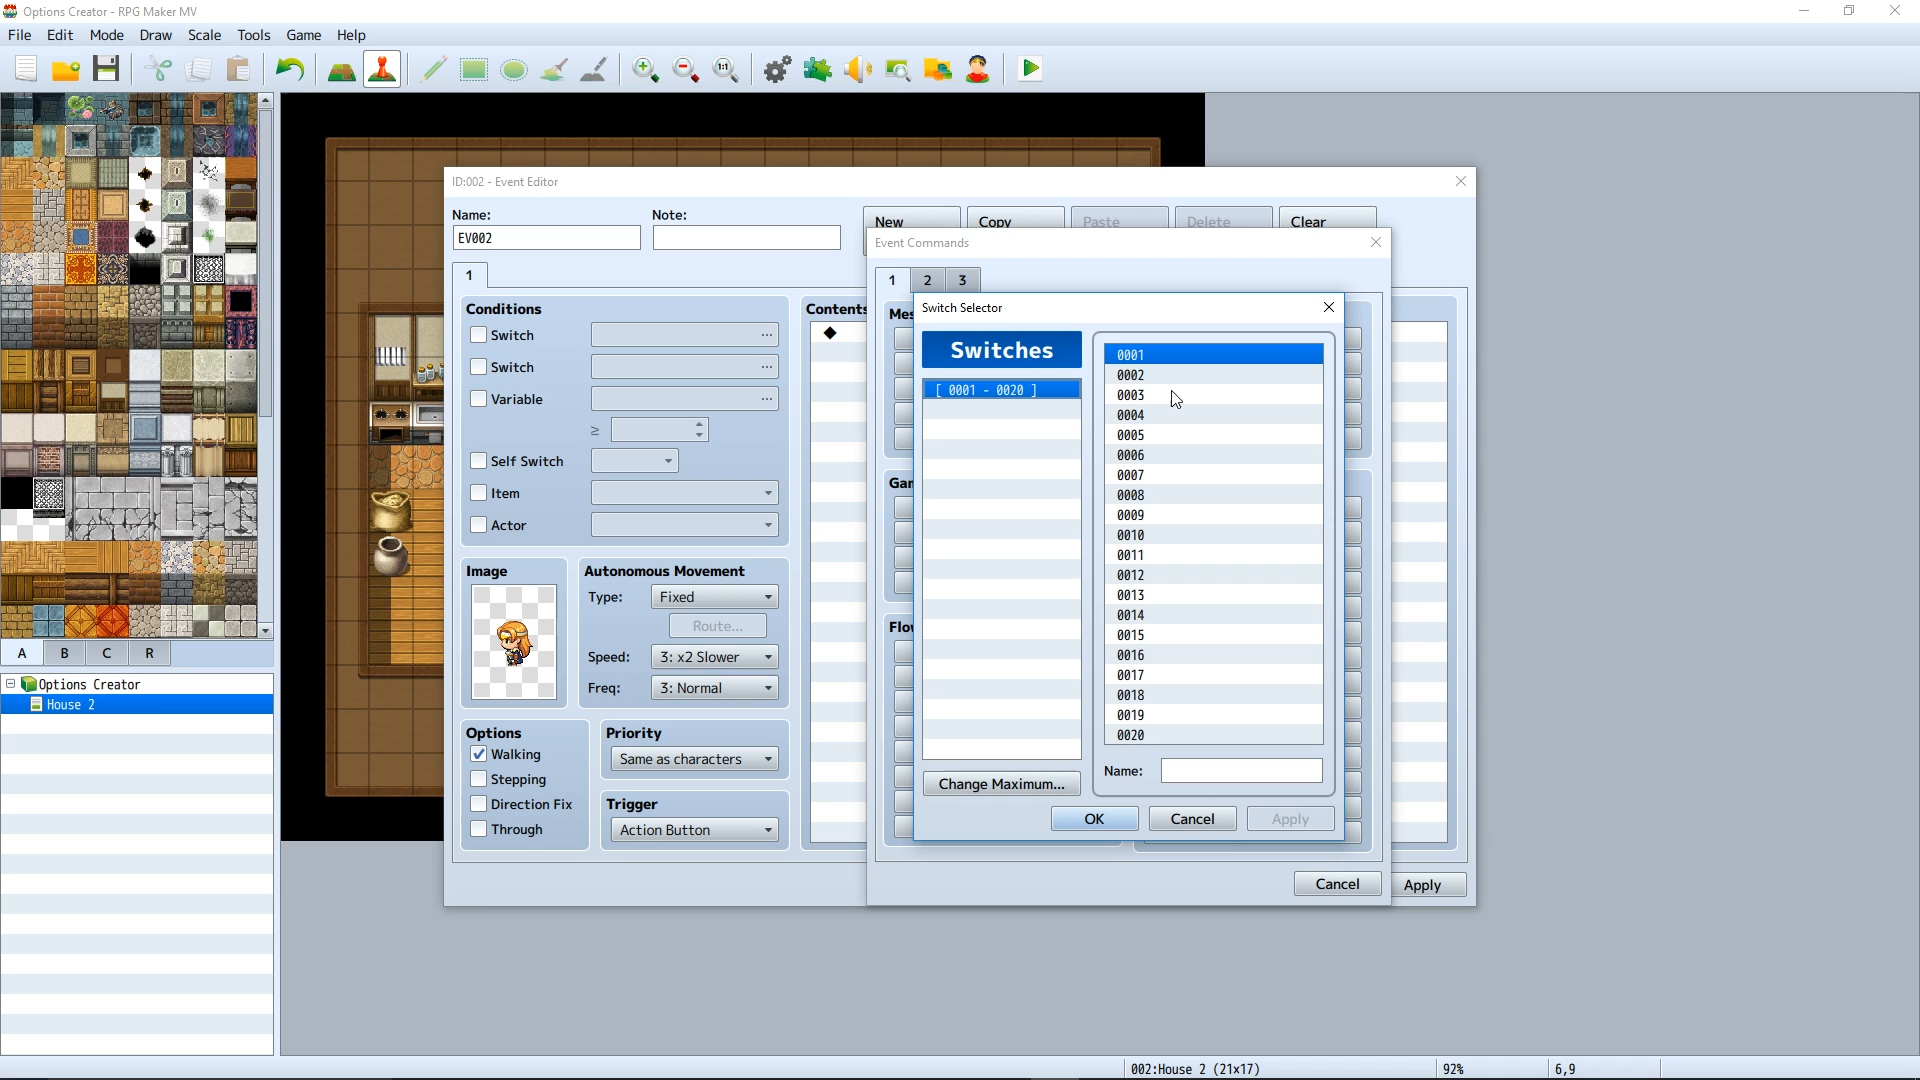 Options Creator - RPG Maker MV
File Edit Mode Draw Scale Tools Game Help
1:1
ID:002 - Event Editor
Name: Note:
EV002
New Copy Paste Delete Clear
1
Conditions
Switch ...
Switch ...
Variable ...
≥
Self Switch
Item
Actor
Image
Autonomous Movement
Type: Fixed
Route...
Speed: 3: x2 Slower
Freq: 3: Normal
Options
Walking
Stepping
Direction Fix
Through
Priority
Same as characters
Trigger
Action Button
Contents
Event Commands
1 2 3
Mes
Gam
Flow
Switch Selector
Switches
[ 0001 - 0020 ]
0001
0002
0003
0004
0005
0006
0007
0008
0009
0010
0011
0012
0013
0014
0015
0016
0017
0018
0019
0020
Change Maximum...
Name:
OK Cancel Apply
Cancel Apply
A B C R
Options Creator
House 2
002:House 2 (21x17) 92% 6,9